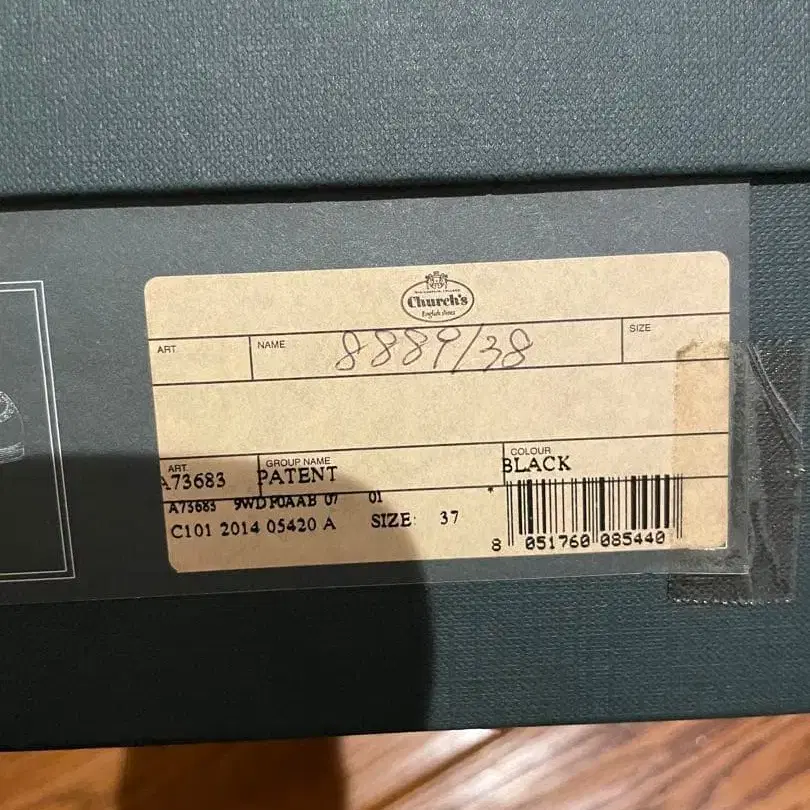 Church's
English shoes
ART. NAME 8889/38 SIZE
ART. GROUP NAME COLOUR
A73683 PATENT BLACK
A73683 9WDP0AAB 07 01
C101 2014 05420 A SIZE: 37 *
8 051760 085440